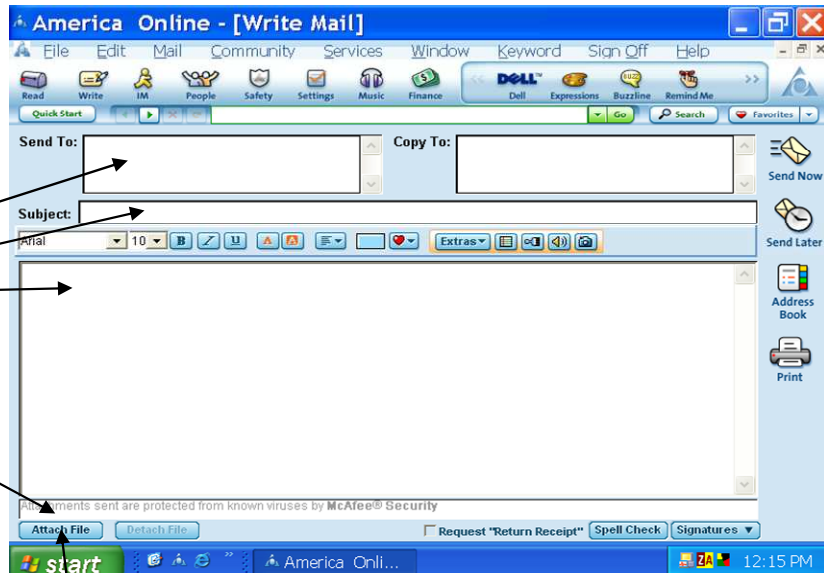 America Online - [Write Mail]
File Edit Mail Community Services Window Keyword Sign Off Help
Read Write IM People Safety Settings Music Finance DELL™ Dell Expressions BUZZ Buzzline Remind Me
Quick Start Go Search Favorites
Send To: Copy To:
Send Now
Subject:
Arial 10 B I U A A Extras
Send Later
Address
Book
Print
Attachments sent are protected from known viruses by McAfee® Security
Attach File Detach File Request "Return Receipt" Spell Check Signatures
start America Onli... ZA 12:15 PM